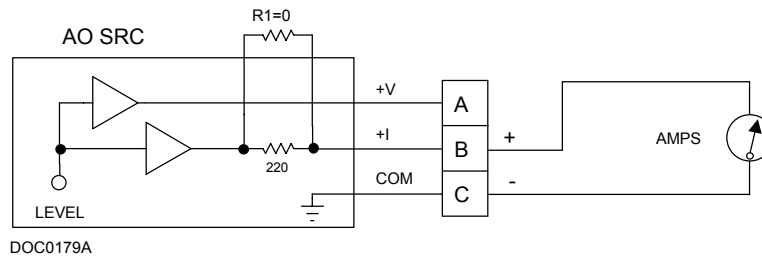 R1=0
AO SRC
+V
A
+I
B
+
AMPS
220
COM
C
-
LEVEL
DOC0179A